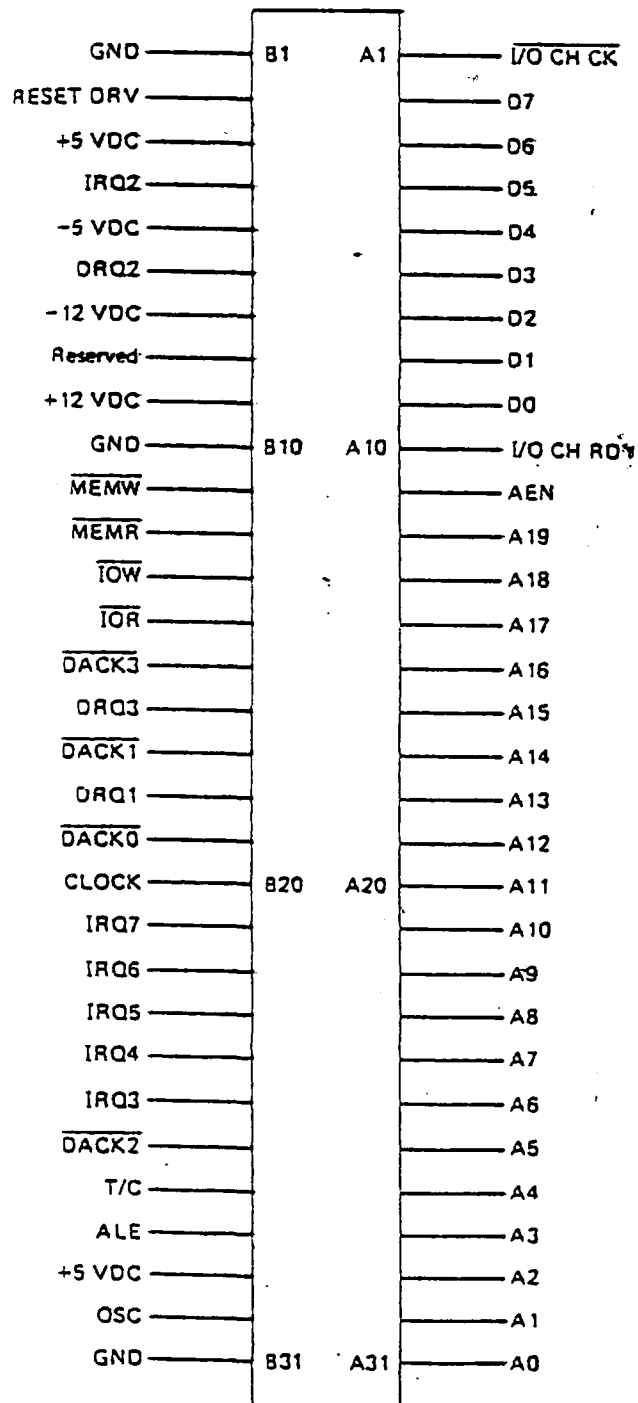 GND B1 A1 I/O CH CK
RESET DRV D7
+5 VDC D6
IRQ2 D5
-5 VDC D4
DRQ2 D3
-12 VDC D2
Reserved D1
+12 VDC D0
GND B10 A10 I/O CH RDY
MEMW AEN
MEMR A19
IOW A18
IOR A17
DACK3 A16
DRQ3 A15
DACK1 A14
DRQ1 A13
DACK0 A12
CLOCK B20 A20 A11
IRQ7 A10
IRQ6 A9
IRQ5 A8
IRQ4 A7
IRQ3 A6
DACK2 A5
T/C A4
ALE A3
+5 VDC A2
OSC A1
GND B31 A31 A0